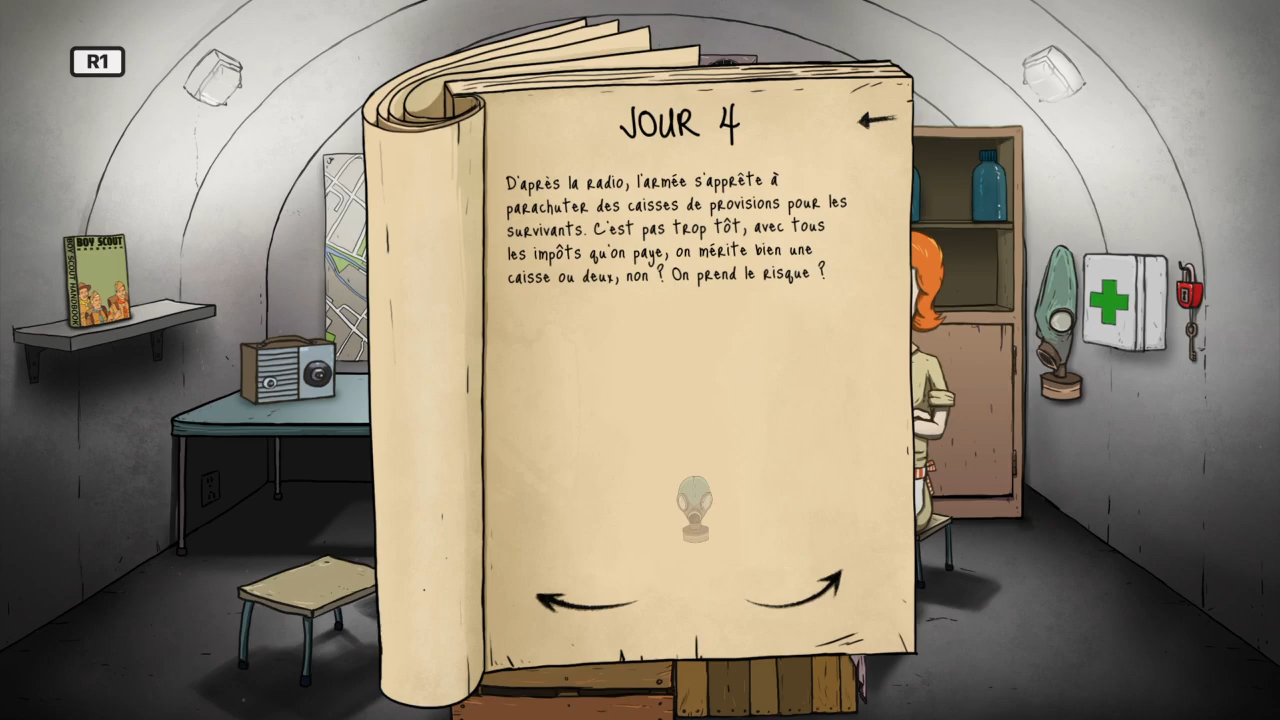 R1
JOUR 4
D'après la radio, l'armée s'apprête à
parachuter des caisses de provisions pour les
survivants. C'est pas trop tôt, avec tous
les impôts qu'on paye, on mérite bien une
caisse ou deux, non ? On prend le risque ?
BOY SCOUT
BOY SCOUT HANDBOOK